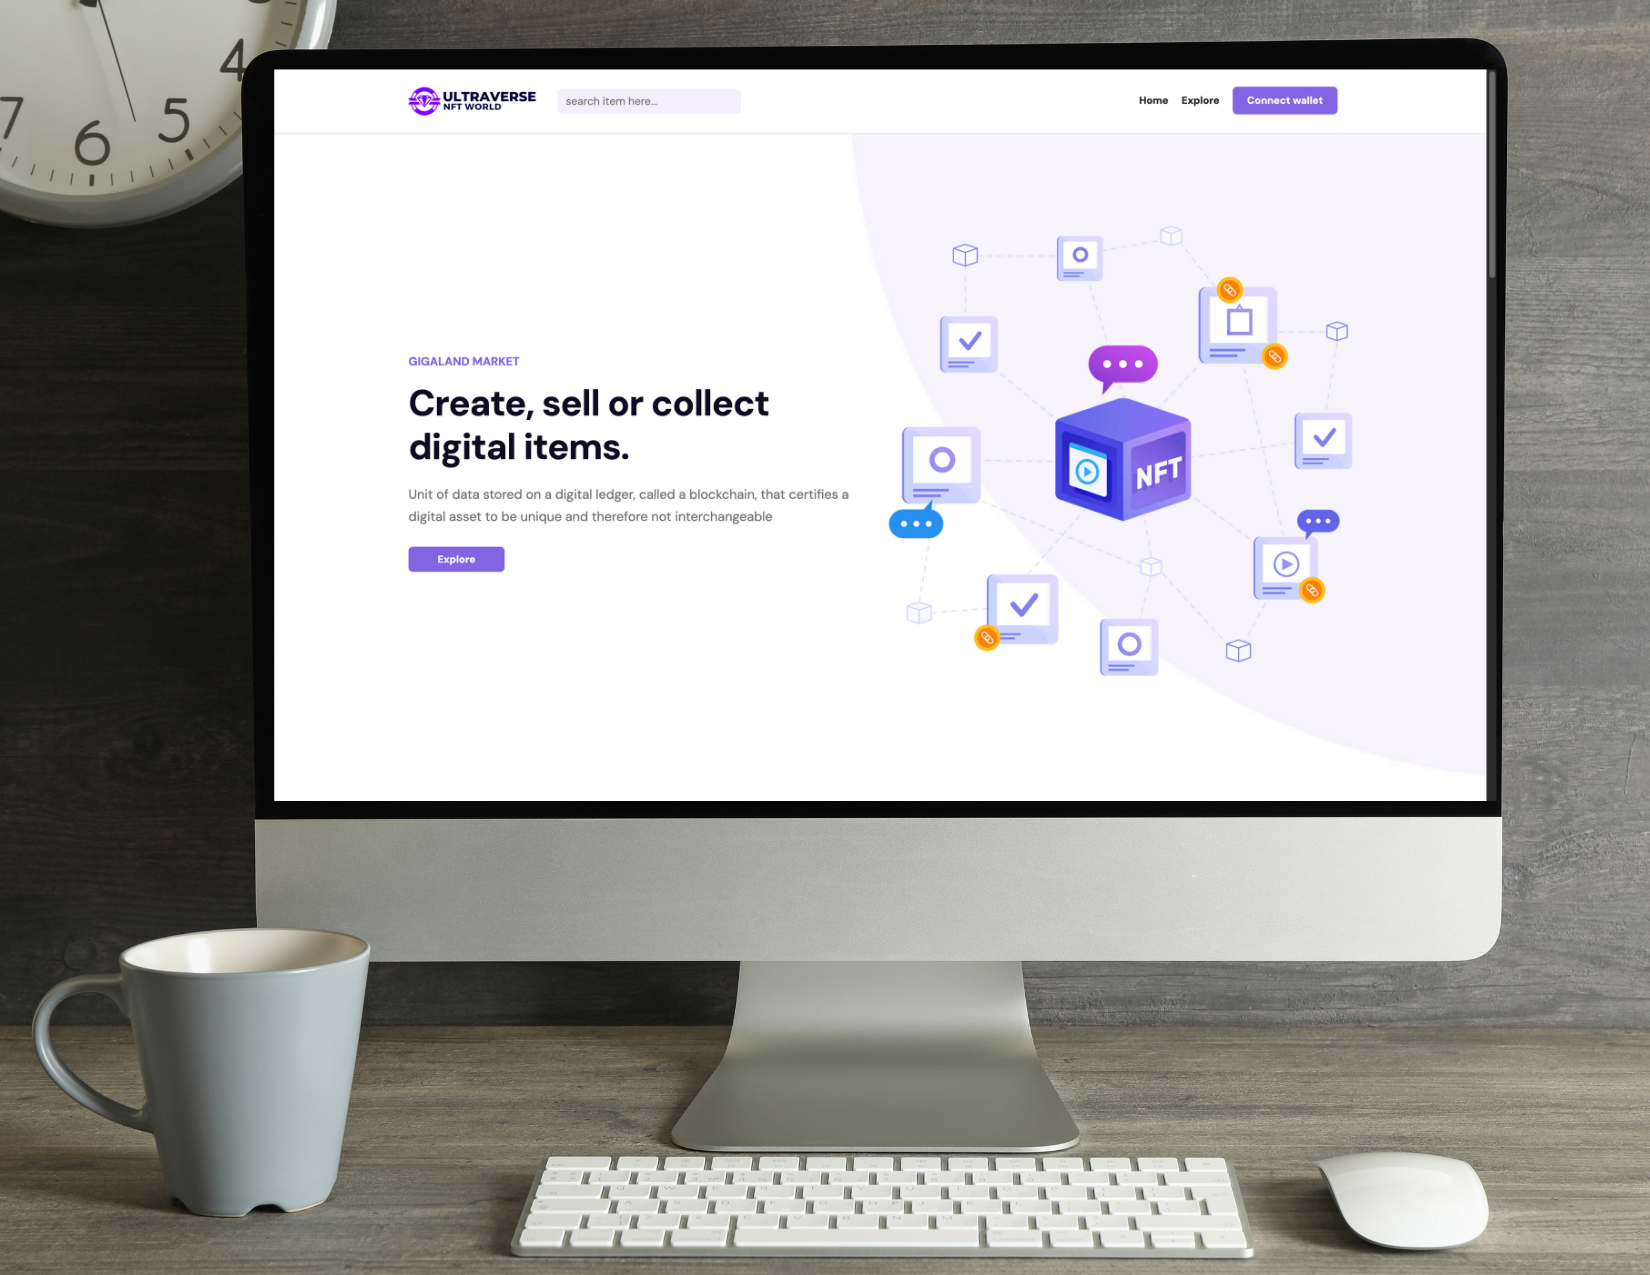 4
5
6
7
ULTRAVERSE
NFT WORLD
search item here...
Home
Explore
Connect wallet
GIGALAND MARKET
Create, sell or collect
digital items.
Unit of data stored on a digital ledger, called a blockchain, that certifies a
digital asset to be unique and therefore not interchangeable
Explore
NFT